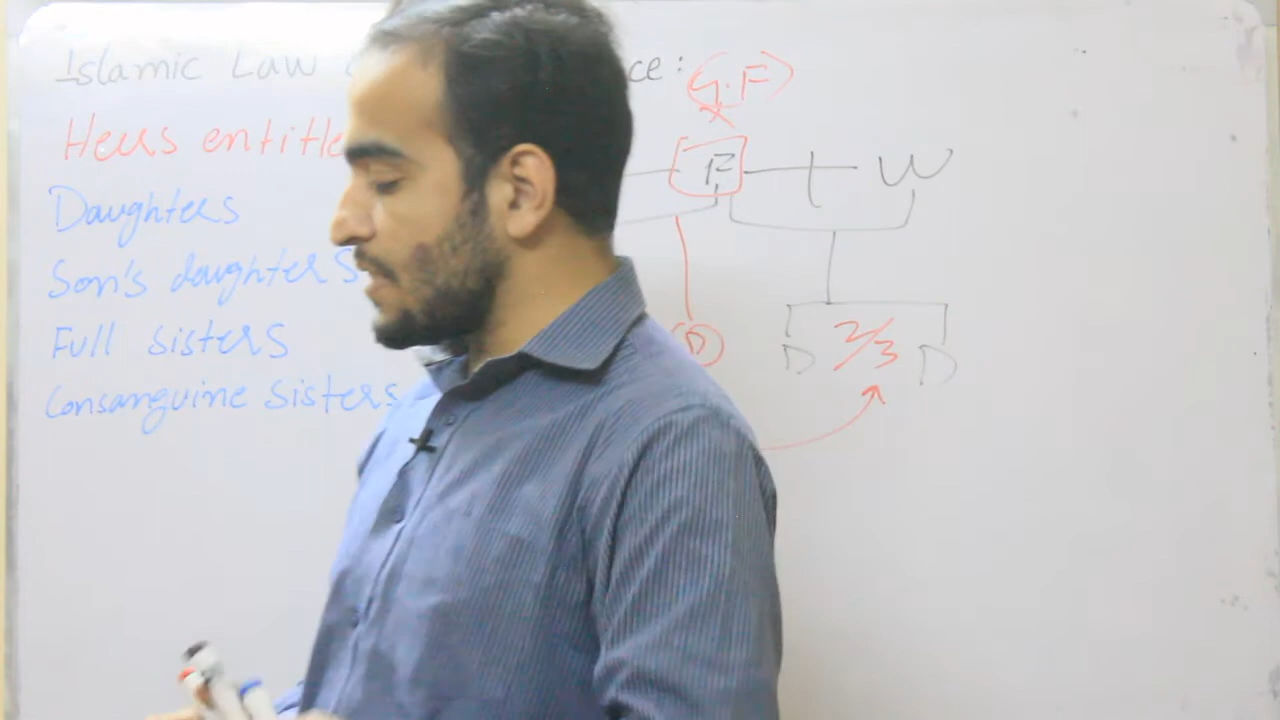 Islamic Law ce:
Heirs entitle
Daughters
Son's daughters
Full sisters
Consanguine Sisters
(G.F)
X
F W
(D)
D 2/3 D